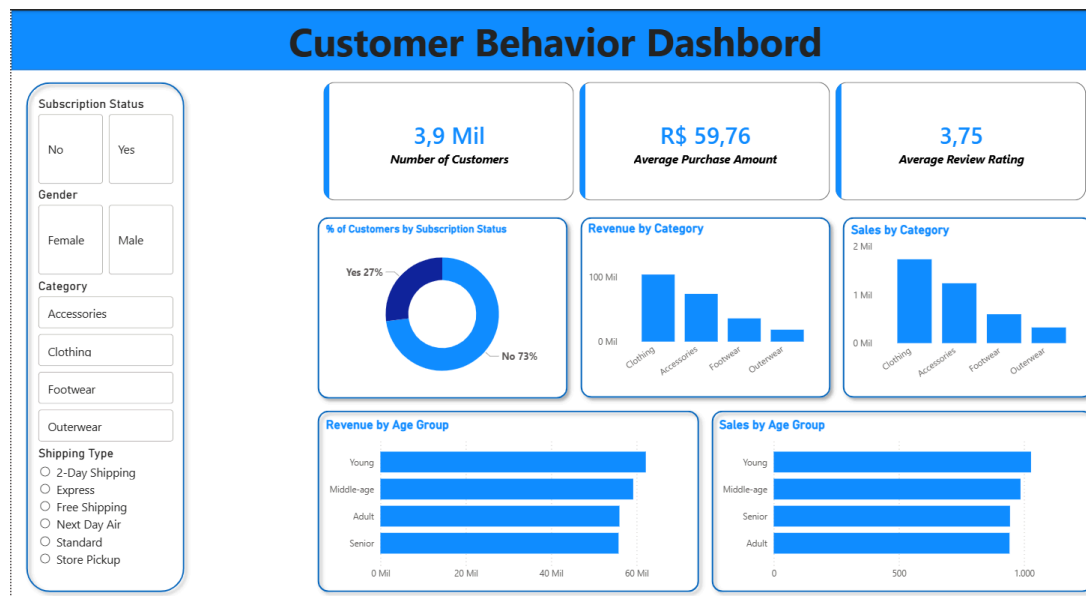 Customer Behavior Dashbord
Subscription Status
No
Yes
Gender
Female
Male
Category
Accessories
Clothing
Footwear
Outerwear
Shipping Type
2-Day Shipping
Express
Free Shipping
Next Day Air
Standard
Store Pickup
3,9 Mil
Number of Customers
R$ 59,76
Average Purchase Amount
3,75
Average Review Rating
% of Customers by Subscription Status
Yes 27%
No 73%
Revenue by Category
100 Mil
0 Mil
Clothing
Accessories
Footwear
Outerwear
Sales by Category
2 Mil
1 Mil
0 Mil
Clothing
Accessories
Footwear
Outerwear
Revenue by Age Group
Young
Middle-age
Adult
Senior
0 Mil
20 Mil
40 Mil
60 Mil
Sales by Age Group
Young
Middle-age
Senior
Adult
0
500
1.000